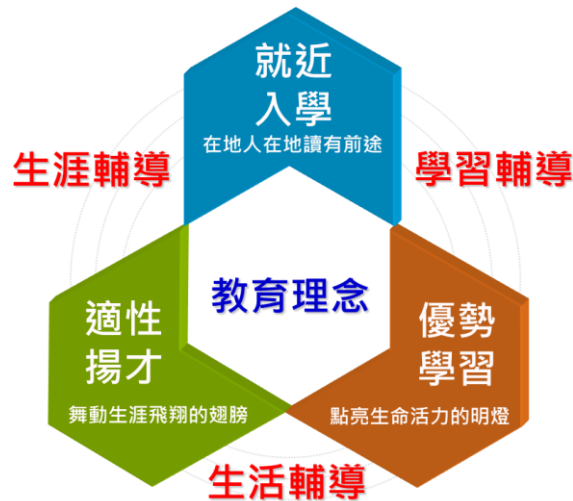 就近
入學
在地人在地讀有前途
生涯輔導
學習輔導
教育理念
適性
揚才
舞動生涯飛翔的翅膀
優勢
學習
點亮生命活力的明燈
生活輔導